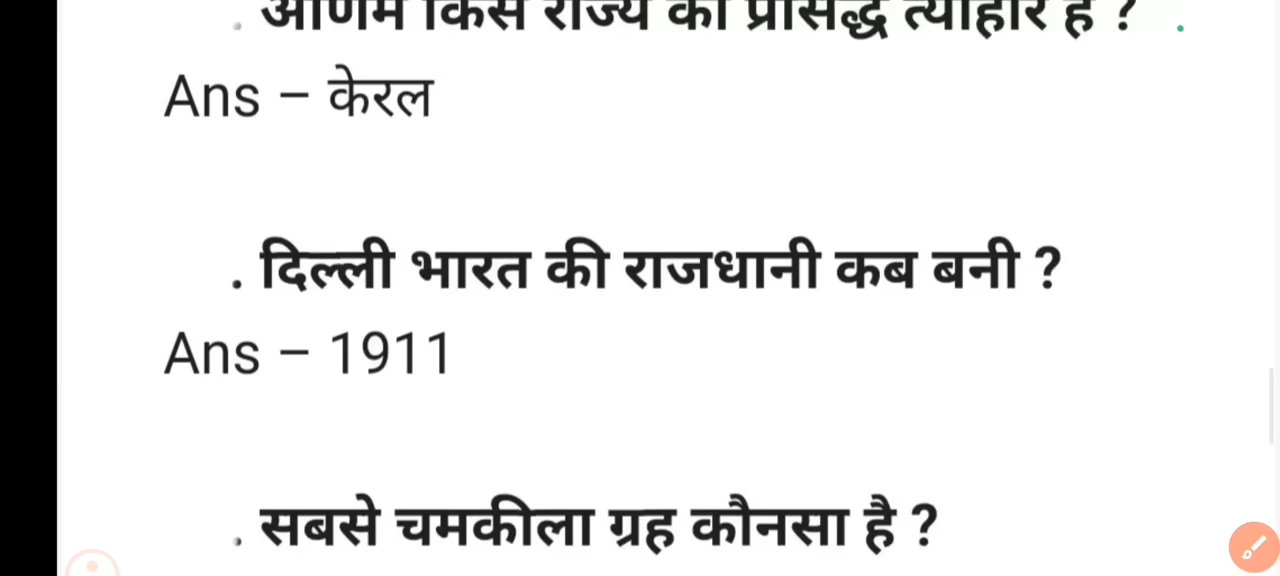 . ओणम किस राज्य का प्रसिद्ध त्योहार है ? .
Ans – केरल
. दिल्ली भारत की राजधानी कब बनी ?
Ans – 1911
. सबसे चमकीला ग्रह कौनसा है ?